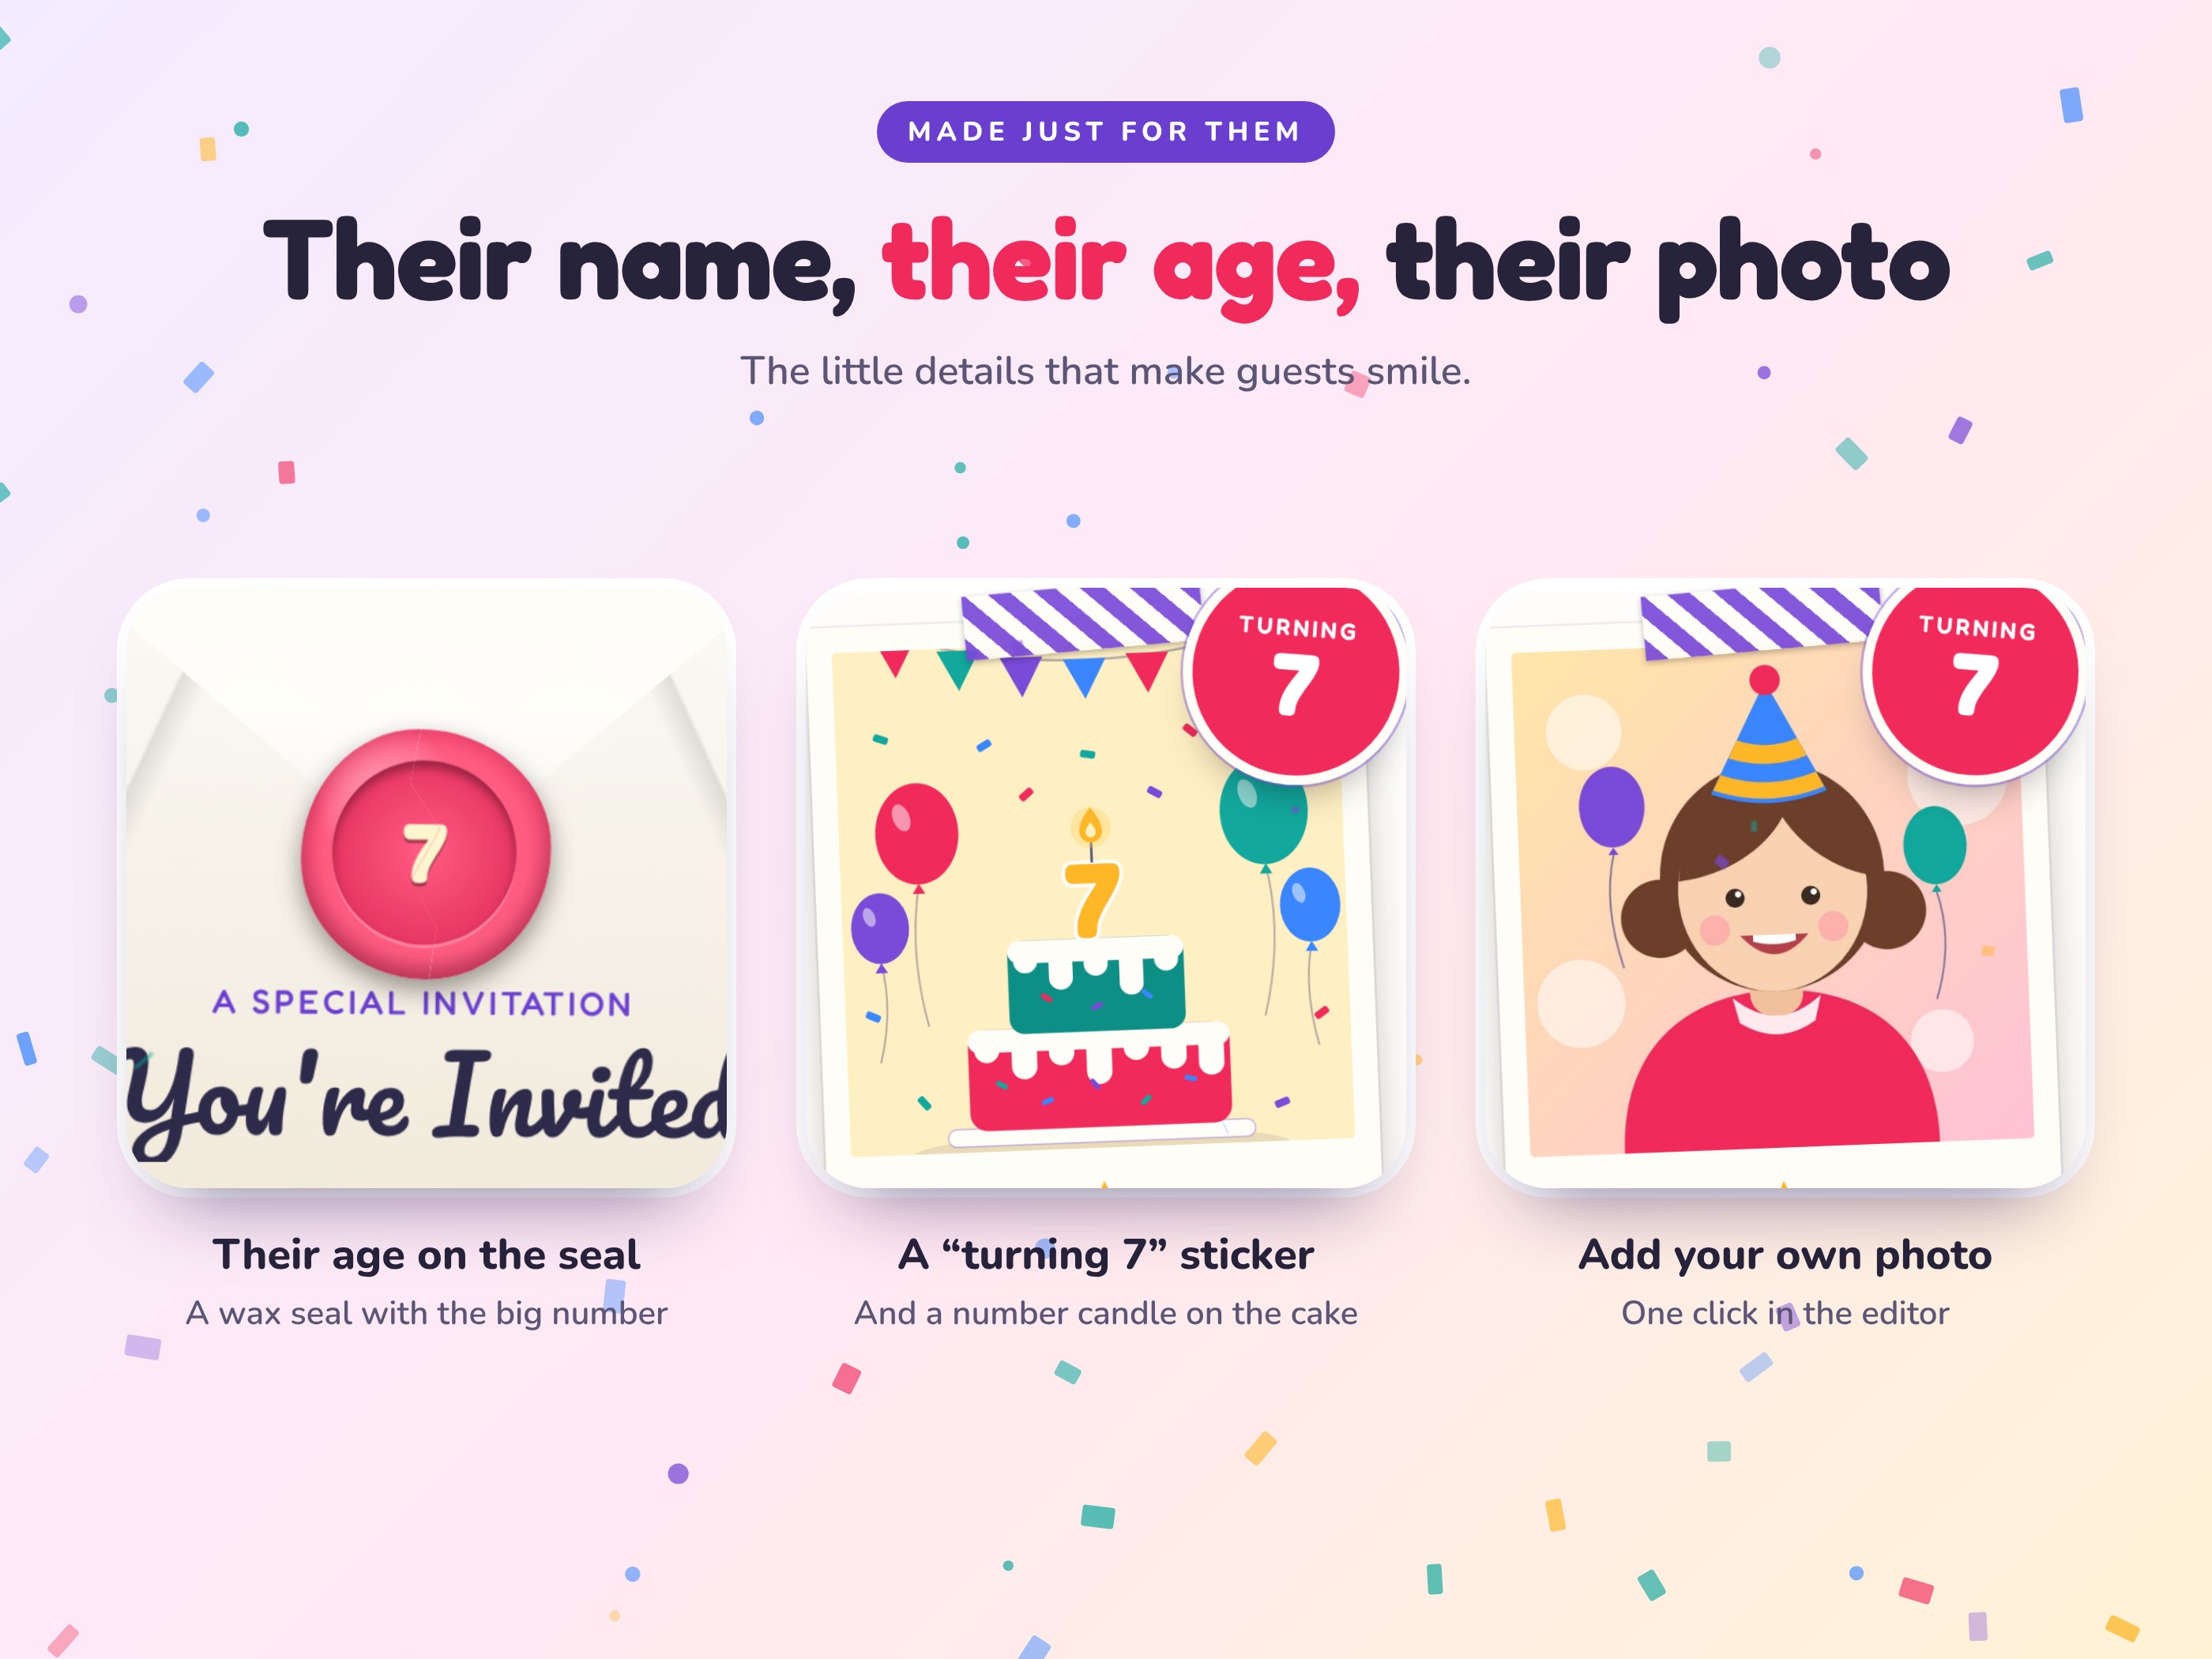 MADE JUST FOR THEM
Their name, their age, their photo
The little details that make guests smile.
7
A SPECIAL INVITATION
You're Invited
TURNING
7
7
TURNING
7
Their age on the seal
A wax seal with the big number
A “turning 7” sticker
And a number candle on the cake
Add your own photo
One click in the editor